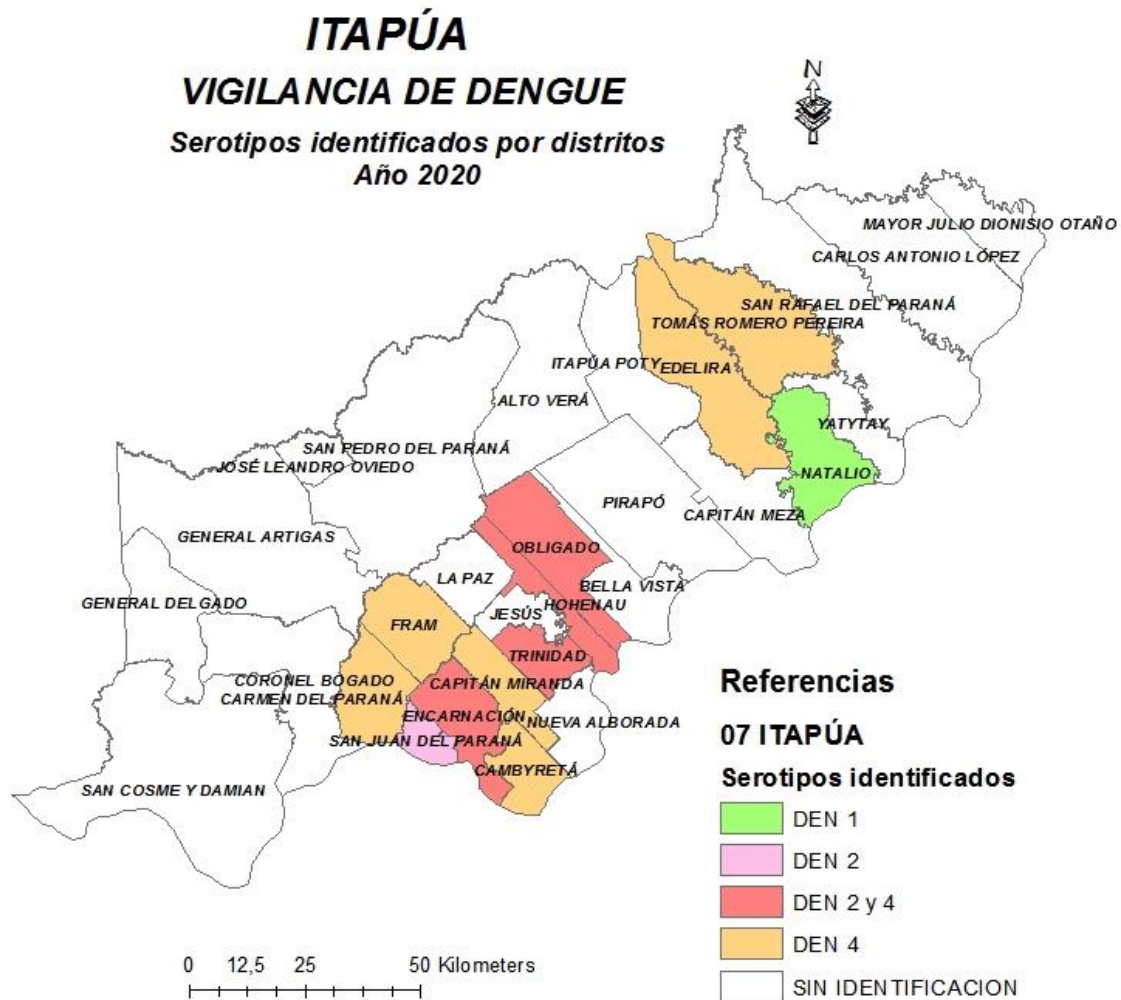 ITAPÚA
VIGILANCIA DE DENGUE
Serotipos identificados por distritos
Año 2020
N
MAYOR JULIO DIONISIO OTAÑO
CARLOS ANTONIO LÓPEZ
SAN RAFAEL DEL PARANÁ
TOMÁS ROMERO PEREIRA
ITAPÚA POTY
EDELIRA
ALTO VERÁ
YATYTAY
SAN PEDRO DEL PARANÁ
JOSÉ LEANDRO OVIEDO
NATALIO
PIRAPÓ
CAPITÁN MEZA
GENERAL ARTIGAS
OBLIGADO
LA PAZ
BELLA VISTA
GENERAL DELGADO
HOHENAU
JESÚS
FRAM
TRINIDAD
CORONEL BOGADO
CAPITÁN MIRANDA
CARMEN DEL PARANÁ
ENCARNACIÓN
NUEVA ALBORADA
SAN JUAN DEL PARANÁ
CAMBYRETÁ
SAN COSME Y DAMIAN
Referencias
07 ITAPÚA
Serotipos identificados
DEN 1
DEN 2
DEN 2 y 4
DEN 4
SIN IDENTIFICACION
0 12,5 25 50 Kilometers